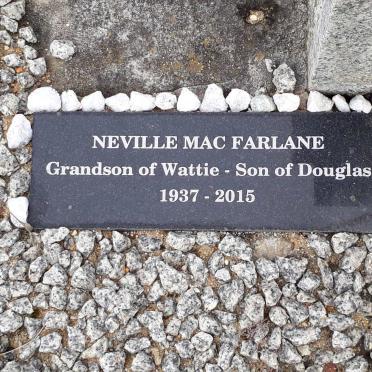 NEVILLE MAC FARLANE
Grandson of Wattie - Son of Douglas
1937 - 2015